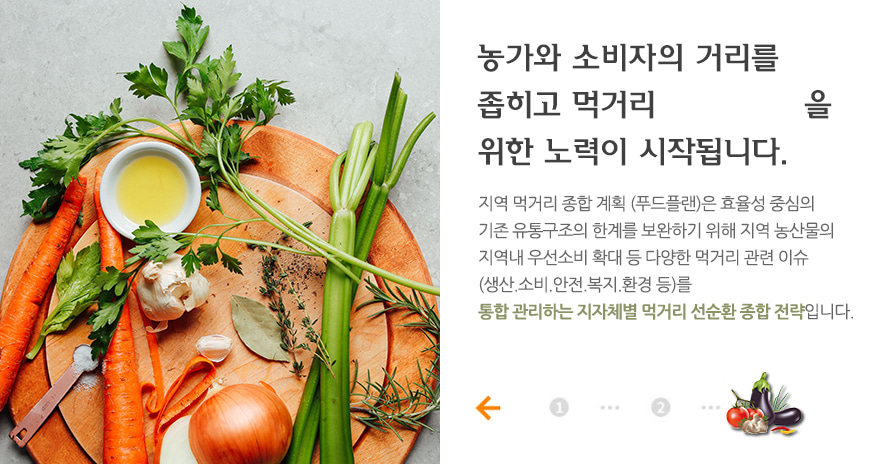 농가와 소비자의 거리를
좁히고 먹거리 을
위한 노력이 시작됩니다.
지역 먹거리 종합 계획 (푸드플랜)은 효율성 중심의
기존 유통구조의 한계를 보완하기 위해 지역 농산물의
지역내 우선소비 확대 등 다양한 먹거리 관련 이슈
(생산.소비.안전.복지.환경 등)를
통합 관리하는 지자체별 먹거리 선순환 종합 전략입니다.
1 ... 2 ...